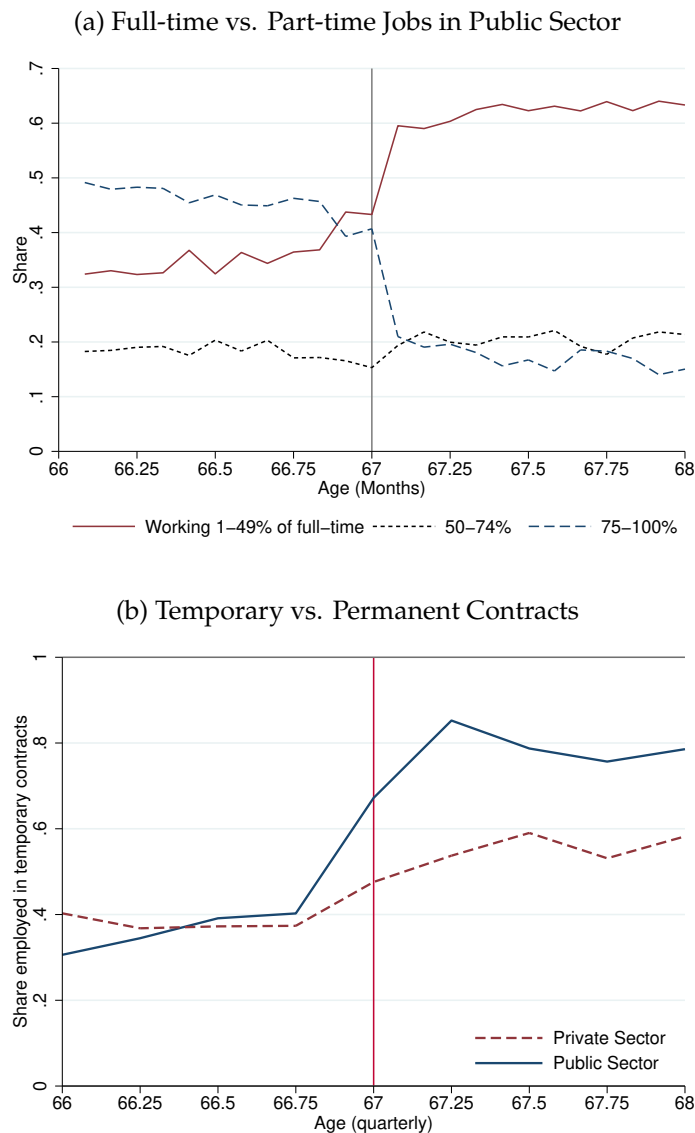 (a) Full-time vs. Part-time Jobs in Public Sector
.7
.6
.5
.4
.3
.2
.1
0
Share
66 66.25 66.5 66.75 67 67.25 67.5 67.75 68
Age (Months)
Working 1−49% of full−time 50−74% 75−100%
(b) Temporary vs. Permanent Contracts
1
.8
.6
.4
.2
0
Share employed in temporary contracts
Private Sector
Public Sector
66 66.25 66.5 66.75 67 67.25 67.5 67.75 68
Age (quarterly)